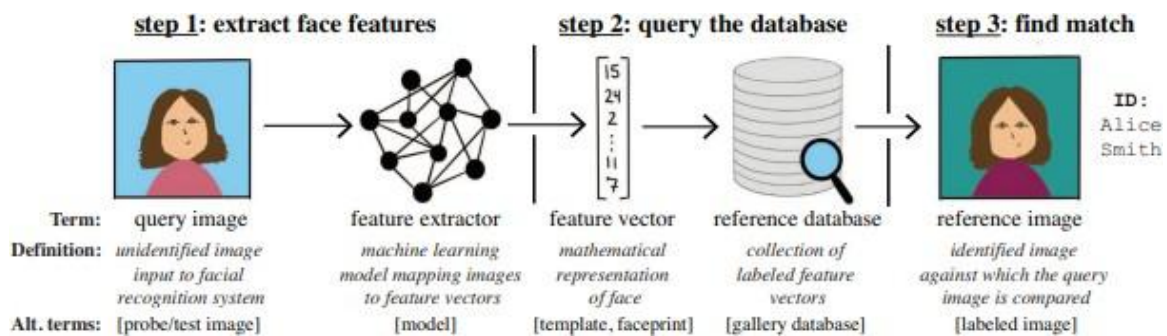 step 1: extract face features
step 2: query the database
step 3: find match
15
24
2
11
7
ID:
Alice
Smith
Term:
query image
feature extractor
feature vector
reference database
reference image
Definition:
unidentified image
input to facial
recognition system
machine learning
model mapping images
to feature vectors
mathematical
representation
of face
collection of
labeled feature
vectors
identified image
against which the query
image is compared
Alt. terms:
[probe/test image]
[model]
[template, faceprint]
[gallery database]
[labeled image]